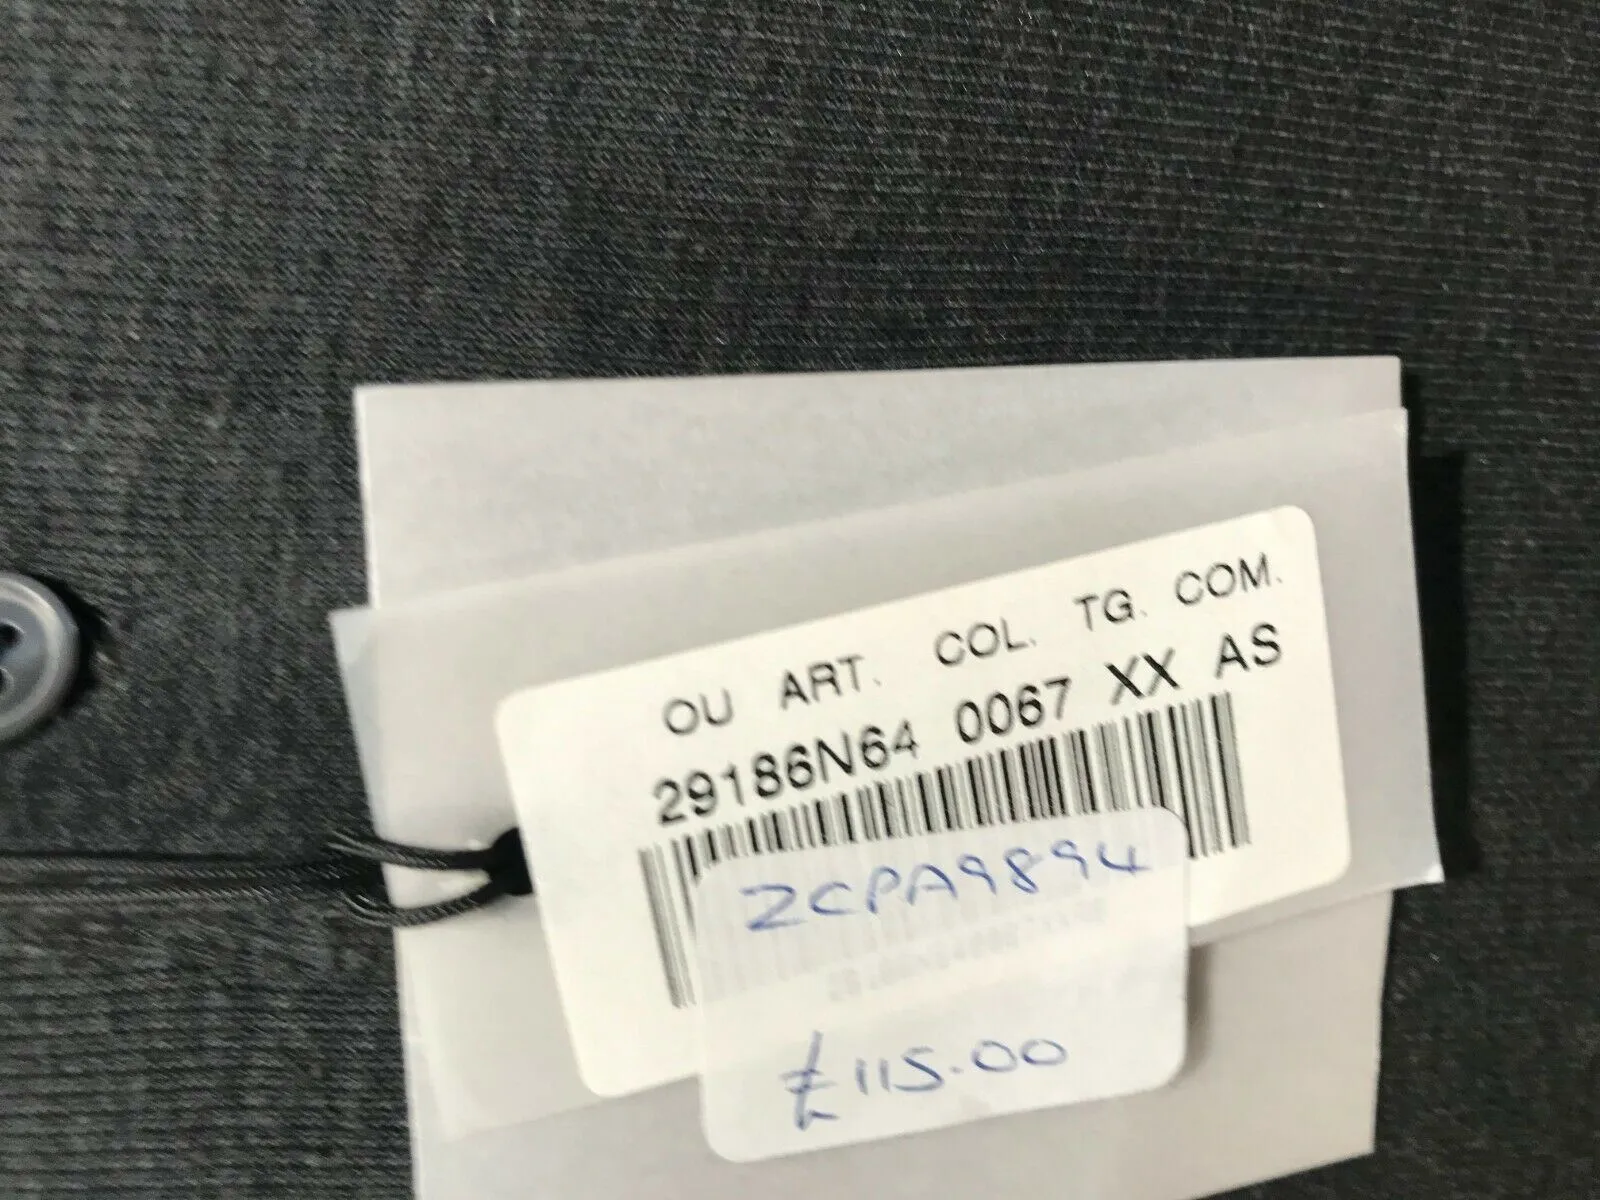 OU ART. COL. TG. COM.
29186N64 0067 XX AS
ZCPA9894
£115.00